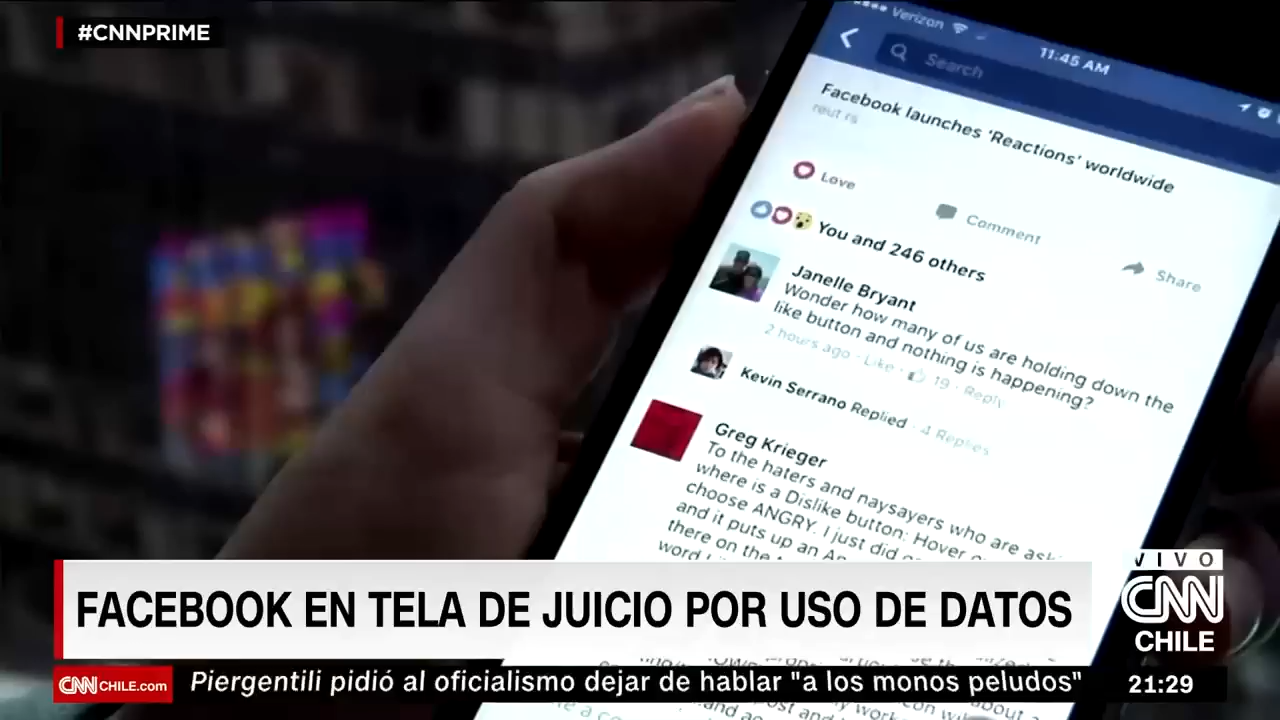 #CNNPRIME
Verizon
11:45 AM
Search
Facebook launches 'Reactions' worldwide
reut.rs
Love
Comment
Share
You and 246 others
Janelle Bryant
Wonder how many of us are holding down the
like button and nothing is happening?
2 hours ago · Like · 19 · Reply
Kevin Serrano Replied · 4 Replies
Greg Krieger
To the haters and naysayers who are
where is a Dislike button: Hover
choose ANGRY. I just did
and it puts up an
there on the
word
FACEBOOK EN TELA DE JUICIO POR USO DE DATOS
VIVO
CNN
CHILE
CNNCHILE.com
Piergentili pidió al oficialismo dejar de hablar "a los monos peludos"
21:29